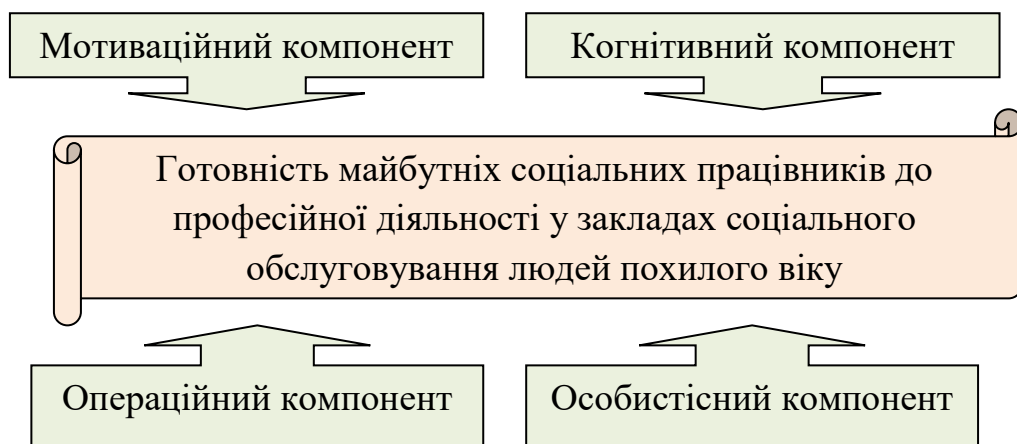 Мотиваційний компонент
Когнітивний компонент
Готовність майбутніх соціальних працівників до
професійної діяльності у закладах соціального
обслуговування людей похилого віку
Операційний компонент
Особистісний компонент